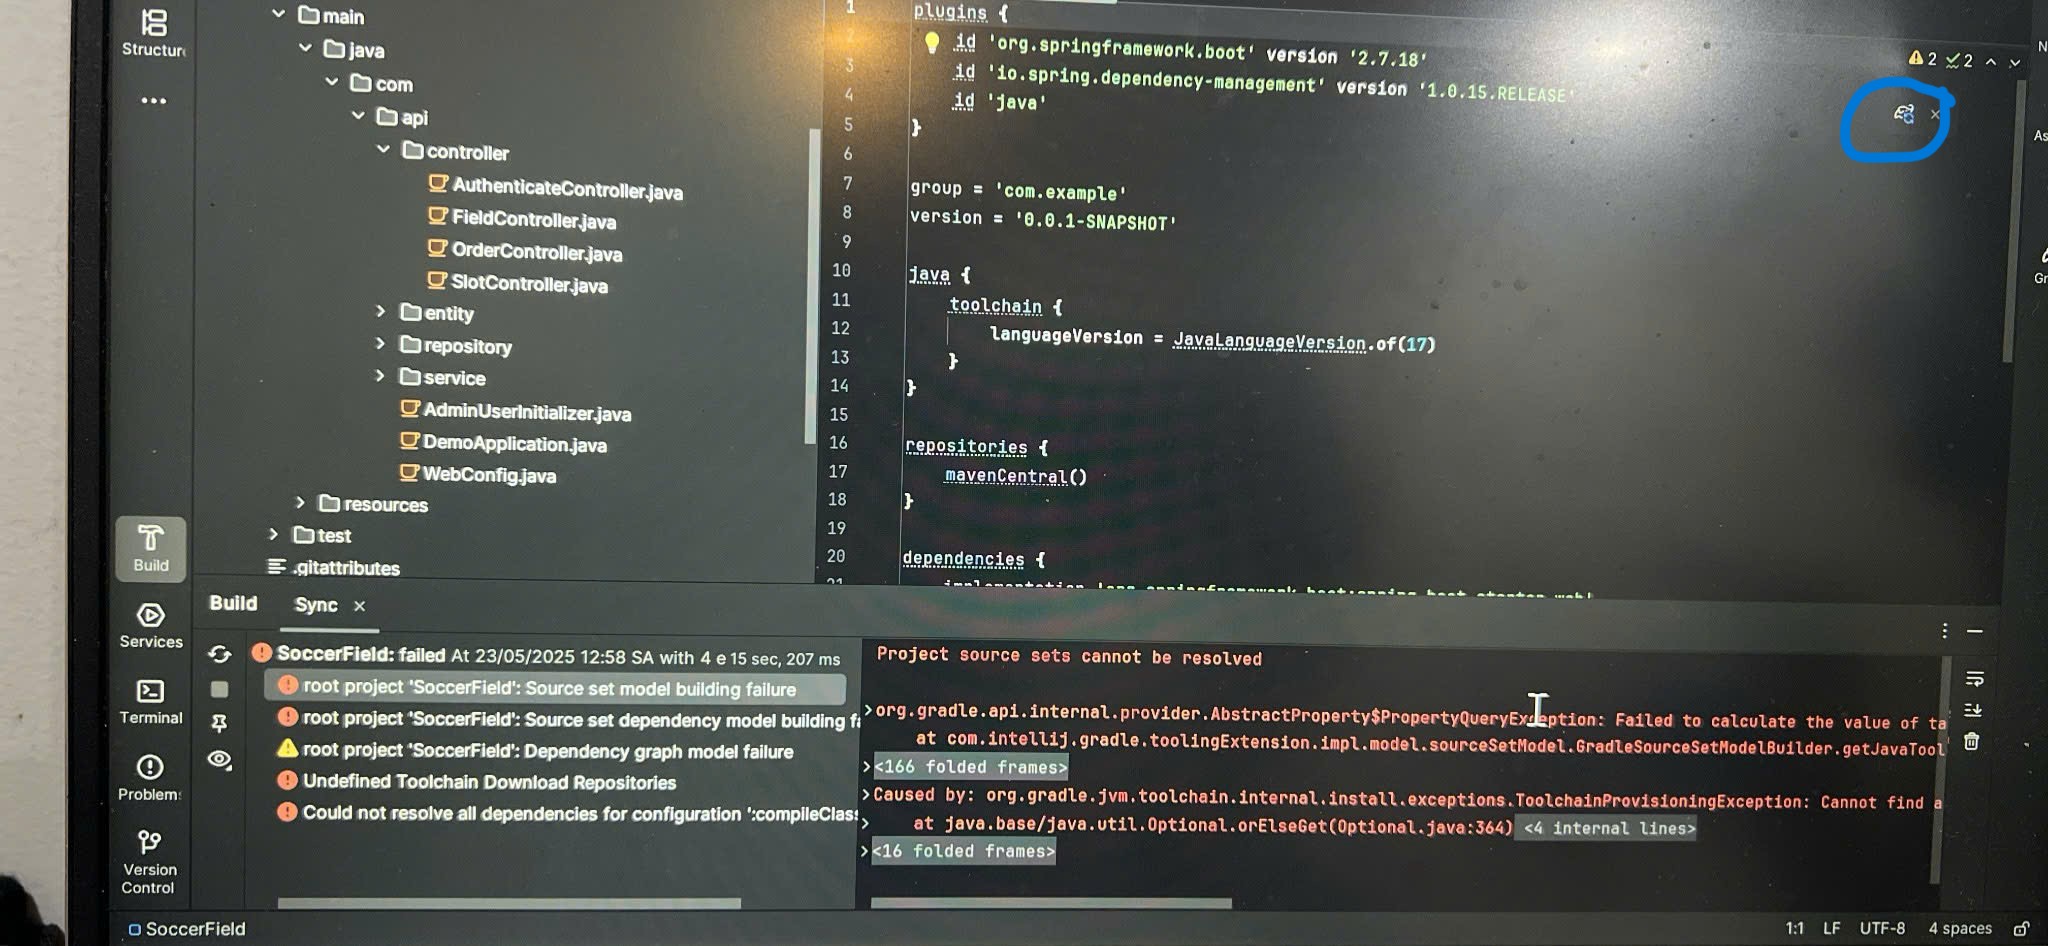 Structur
main
java
com
api
controller
AuthenticateController.java
FieldController.java
OrderController.java
SlotController.java
entity
repository
service
AdminUserInitializer.java
DemoApplication.java
WebConfig.java
resources
test
.gitattributes
1 plugins {
2 id 'org.springframework.boot' version '2.7.18'
3 id 'io.spring.dependency-management' version '1.0.15.RELEASE'
4 id 'java'
5 }
6
7 group = 'com.example'
8 version = '0.0.1-SNAPSHOT'
9
10 java {
11 toolchain {
12 languageVersion = JavaLanguageVersion.of(17)
13 }
14 }
15
16 repositories {
17 mavenCentral()
18 }
19
20 dependencies {
21
2 2
N
As
Gr
Build
Services
Terminal
Problem
Version
Control
Build Sync
SoccerField: failed At 23/05/2025 12:58 SA with 4 e 15 sec, 207 ms
root project 'SoccerField': Source set model building failure
root project 'SoccerField': Source set dependency model building f
root project 'SoccerField': Dependency graph model failure
Undefined Toolchain Download Repositories
Could not resolve all dependencies for configuration ':compileClas
Project source sets cannot be resolved
org.gradle.api.internal.provider.AbstractProperty$PropertyQueryException: Failed to calculate the value of ta
at com.intellij.gradle.toolingExtension.impl.model.sourceSetModel.GradleSourceSetModelBuilder.getJavaTool
<166 folded frames>
Caused by: org.gradle.jvm.toolchain.internal.install.exceptions.ToolchainProvisioningException: Cannot find a
at java.base/java.util.Optional.orElseGet(Optional.java:364) <4 internal lines>
<16 folded frames>
SoccerField
1:1 LF UTF-8 4 spaces